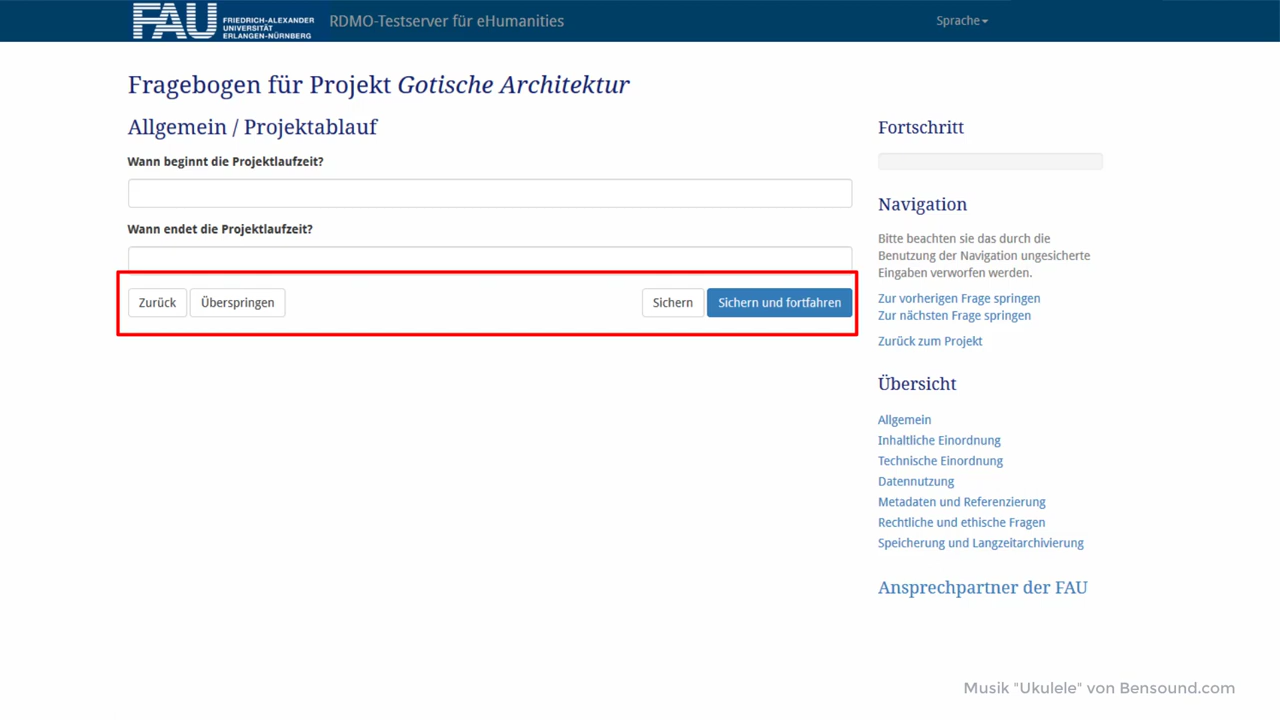 FAU FRIEDRICH-ALEXANDER
UNIVERSITÄT
ERLANGEN-NÜRNBERG
RDMO-Testserver für eHumanities
Sprache
Fragebogen für Projekt Gotische Architektur
Allgemein / Projektablauf
Wann beginnt die Projektlaufzeit?
Wann endet die Projektlaufzeit?
Zurück
Überspringen
Sichern
Sichern und fortfahren
Fortschritt
Navigation
Bitte beachten sie das durch die
Benutzung der Navigation ungesicherte
Eingaben verworfen werden.
Zur vorherigen Frage springen
Zur nächsten Frage springen
Zurück zum Projekt
Übersicht
Allgemein
Inhaltliche Einordnung
Technische Einordnung
Datennutzung
Metadaten und Referenzierung
Rechtliche und ethische Fragen
Speicherung und Langzeitarchivierung
Ansprechpartner der FAU
Musik "Ukulele" von Bensound.com